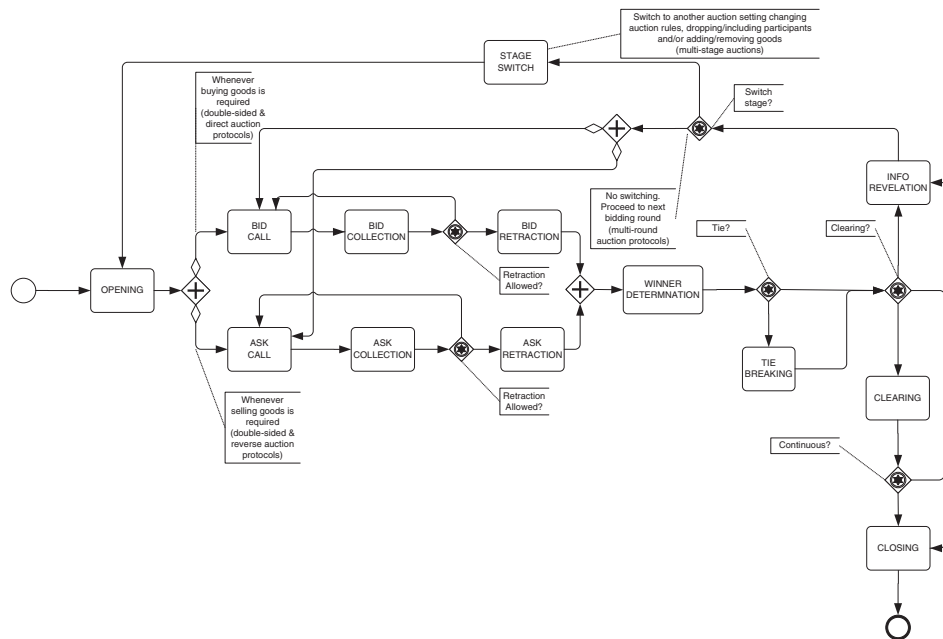 Switch to another auction setting changing
auction rules, dropping/including participants
and/or adding/removing goods
(multi-stage auctions)
STAGE
SWITCH
Whenever
buying goods is
required
(double-sided &
direct auction
protocols)
Switch
stage?
INFO
REVELATION
No switching.
Proceed to next
bidding round
(multi-round
auction protocols)
Tie?
Clearing?
BID
CALL
BID
COLLECTION
BID
RETRACTION
Retraction
Allowed?
OPENING
WINNER
DETERMNATION
ASK
CALL
ASK
COLLECTION
ASK
RETRACTION
TIE
BREAKING
Retraction
Allowed?
Whenever
selling goods is
required
(double-sided &
reverse auction
protocols)
CLEARING
Continuous?
CLOSING